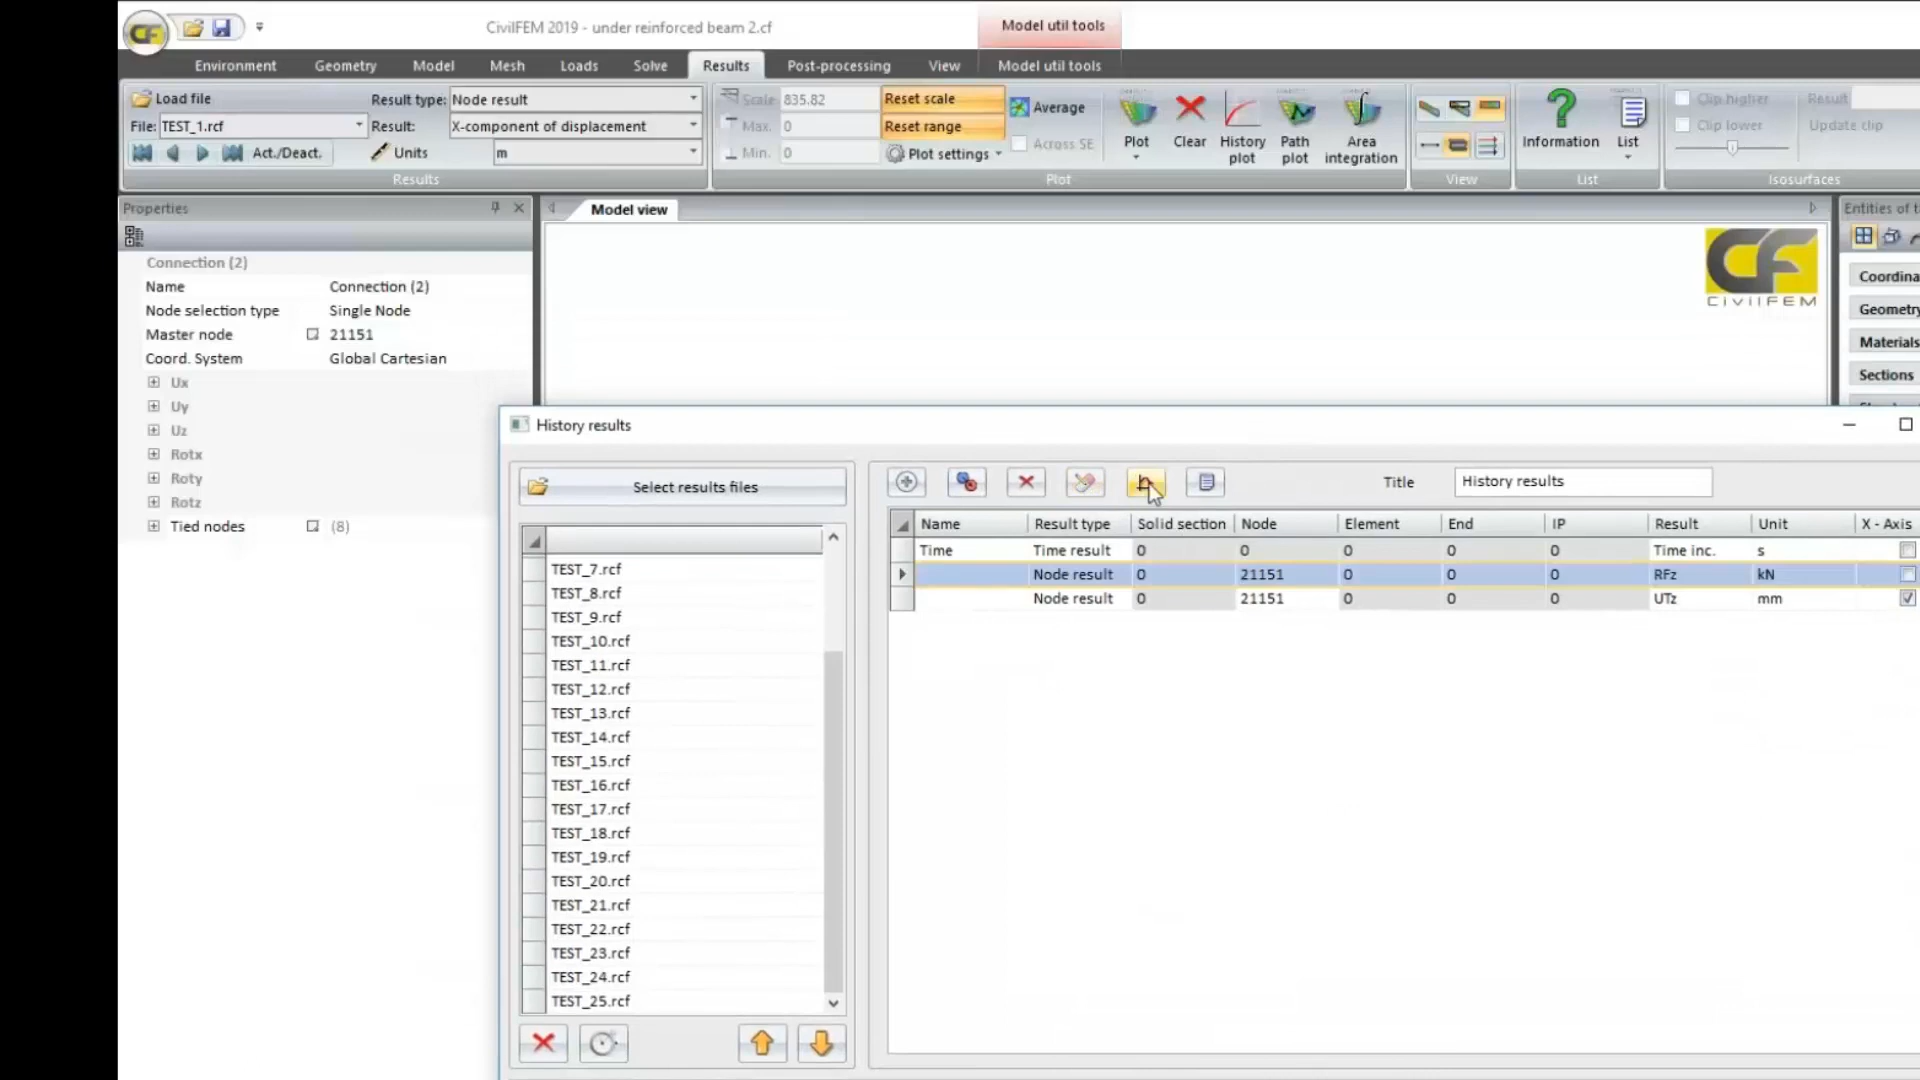 CivilFEM 2019 - under reinforced beam 2.cf
Model util tools
Environment Geometry Model Mesh Loads Solve Results Post-processing View Model util tools
Load file Result type: Node result Scale 835.82 Reset scale Average Clip higher Result
File: TEST_1.rcf Result: X-component of displacement Max. 0 Reset range Clip lower Update clip
Act./Deact. Units m Min. 0 Plot settings Across SE
Plot Clear History plot Path plot Area integration Information List
Results Plot View List Isosurfaces
Properties
Model view
Entities of t
CF
CIVILFEM
Connection (2)
Name Connection (2)
Node selection type Single Node
Master node 21151
Coord. System Global Cartesian
Ux
Uy
Uz
Rotx
Roty
Rotz
Tied nodes (8)
Coordina
Geometry
Materials
Sections
History results
Select results files
Title History results
TEST_7.rcf
TEST_8.rcf
TEST_9.rcf
TEST_10.rcf
TEST_11.rcf
TEST_12.rcf
TEST_13.rcf
TEST_14.rcf
TEST_15.rcf
TEST_16.rcf
TEST_17.rcf
TEST_18.rcf
TEST_19.rcf
TEST_20.rcf
TEST_21.rcf
TEST_22.rcf
TEST_23.rcf
TEST_24.rcf
TEST_25.rcf
Name Result type Solid section Node Element End IP Result Unit X - Axis
Time Time result 0 0 0 0 0 Time inc. s
Node result 0 21151 0 0 0 RFz kN
Node result 0 21151 0 0 0 UTz mm